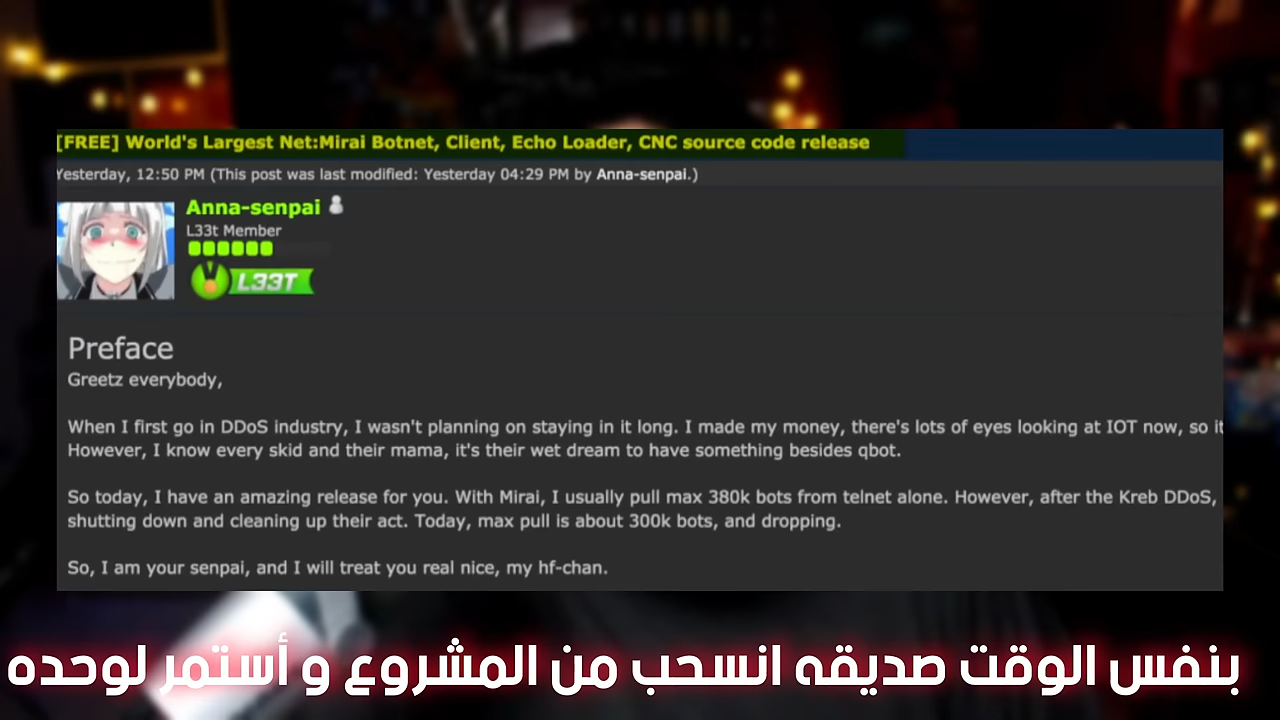 [FREE] World's Largest Net:Mirai Botnet, Client, Echo Loader, CNC source code release
Yesterday, 12:50 PM (This post was last modified: Yesterday 04:29 PM by Anna-senpai.)
Anna-senpai
L33t Member
L33T
Preface
Greetz everybody,
When I first go in DDoS industry, I wasn't planning on staying in it long. I made my money, there's lots of eyes looking at IOT now, so it
However, I know every skid and their mama, it's their wet dream to have something besides qbot.
So today, I have an amazing release for you. With Mirai, I usually pull max 380k bots from telnet alone. However, after the Kreb DDoS,
shutting down and cleaning up their act. Today, max pull is about 300k bots, and dropping.
So, I am your senpai, and I will treat you real nice, my hf-chan.
بنفس الوقت صديقه انسحب من المشروع و أستمر لوحده